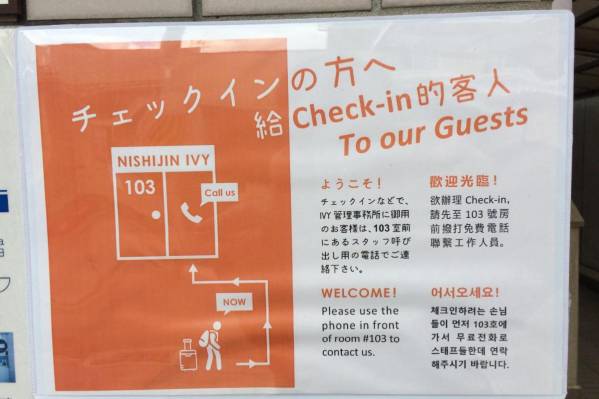 チェックインの方へ
給Check-in的客人
To our Guests
NISHIJIN IVY
103
Call us
NOW
ようこそ!
チェックインなどで、
IVY 管理事務所に御用
のお客様は、103 室前
にあるスタッフ呼び
出し用の電話でご連
絡下さい。
歡迎光臨!
欲辦理 Check-in,
請先至 103 號房
前撥打免費電話
聯繫工作人員。
WELCOME!
Please use the
phone in front
of room #103 to
contact us.
어서오세요!
체크인하려는 손님
들이 먼저 103호에
가서 무료전화로
스태프들한데 연락
해주시기 바랍니다.